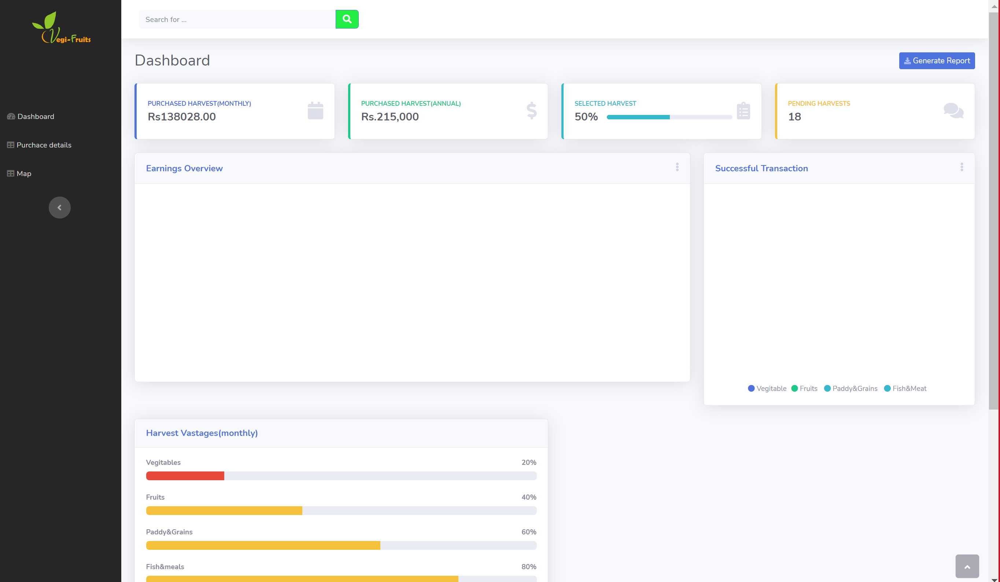 Vegi-Fruits
Dashboard
Purchace details
Map
Search for ...
Dashboard
Generate Report
PURCHASED HARVEST(MONTHLY)
Rs138028.00
PURCHASED HARVEST(ANNUAL)
Rs.215,000
SELECTED HARVEST
50%
PENDING HARVESTS
18
Earnings Overview
Successful Transaction
Vegitable Fruits Paddy&Grains Fish&Meat
Harvest Vastages(monthly)
Vegitables 20%
Fruits 40%
Paddy&Grains 60%
Fish&meals 80%